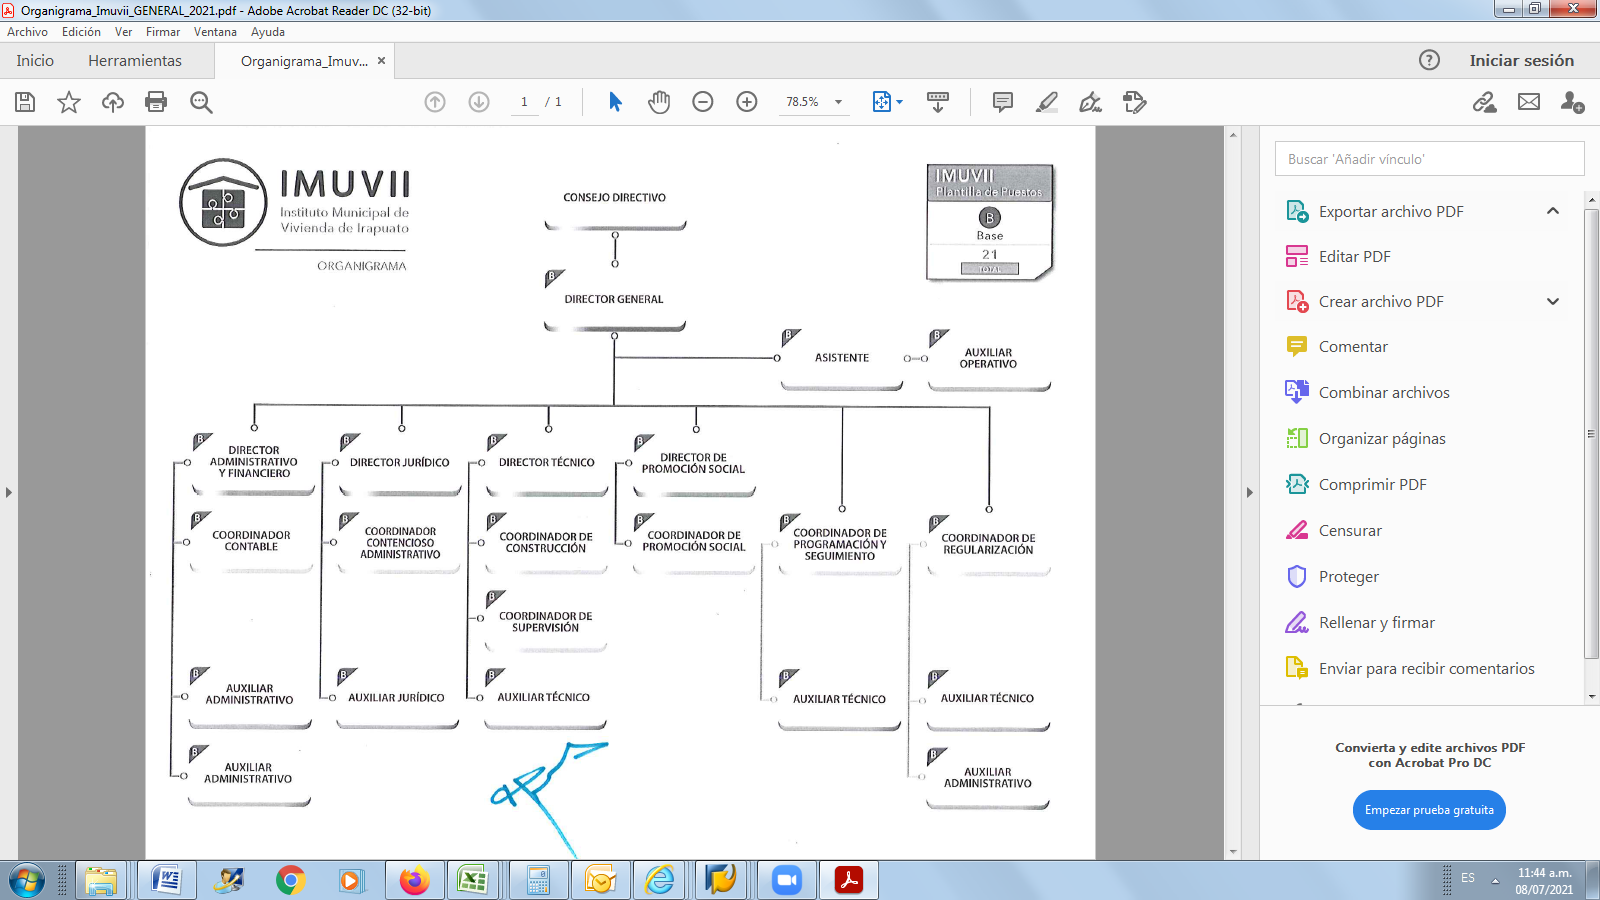 Organigrama_Imuvii_GENERAL_2021.pdf - Adobe Acrobat Reader DC (32-bit)
Archivo Edición Ver Firmar Ventana Ayuda
Inicio Herramientas Organigrama_Imuv... × Iniciar sesión
1 / 1 78.5%
IMUVII
Instituto Municipal de
Vivienda de Irapuato
ORGANIGRAMA
CONSEJO DIRECTIVO
IMUVII
Plantilla de Puestos
B
Base
21
TOTAL
B
DIRECTOR GENERAL
B
ASISTENTE
B
AUXILIAR
OPERATIVO
B
DIRECTOR
ADMINISTRATIVO
Y FINANCIERO
B
DIRECTOR JURÍDICO
B
DIRECTOR TÉCNICO
B
DIRECTOR DE
PROMOCIÓN SOCIAL
B
COORDINADOR
CONTABLE
B
COORDINADOR
CONTENCIOSO
ADMINISTRATIVO
B
COORDINADOR DE
CONSTRUCCIÓN
B
COORDINADOR DE
PROMOCIÓN SOCIAL
B
COORDINADOR DE
PROGRAMACIÓN Y
SEGUIMIENTO
B
COORDINADOR DE
REGULARIZACIÓN
B
COORDINADOR DE
SUPERVISIÓN
B
AUXILIAR
ADMINISTRATIVO
B
AUXILIAR JURÍDICO
B
AUXILIAR TÉCNICO
B
AUXILIAR TÉCNICO
B
AUXILIAR TÉCNICO
B
AUXILIAR
ADMINISTRATIVO
B
AUXILIAR
ADMINISTRATIVO
Buscar 'Añadir vínculo'
Exportar archivo PDF
Editar PDF
Crear archivo PDF
Comentar
Combinar archivos
Organizar páginas
Comprimir PDF
Censurar
Proteger
Rellenar y firmar
Enviar para recibir comentarios
Convierta y edite archivos PDF
con Acrobat Pro DC
Empezar prueba gratuita
ES
11:44 a.m.
08/07/2021